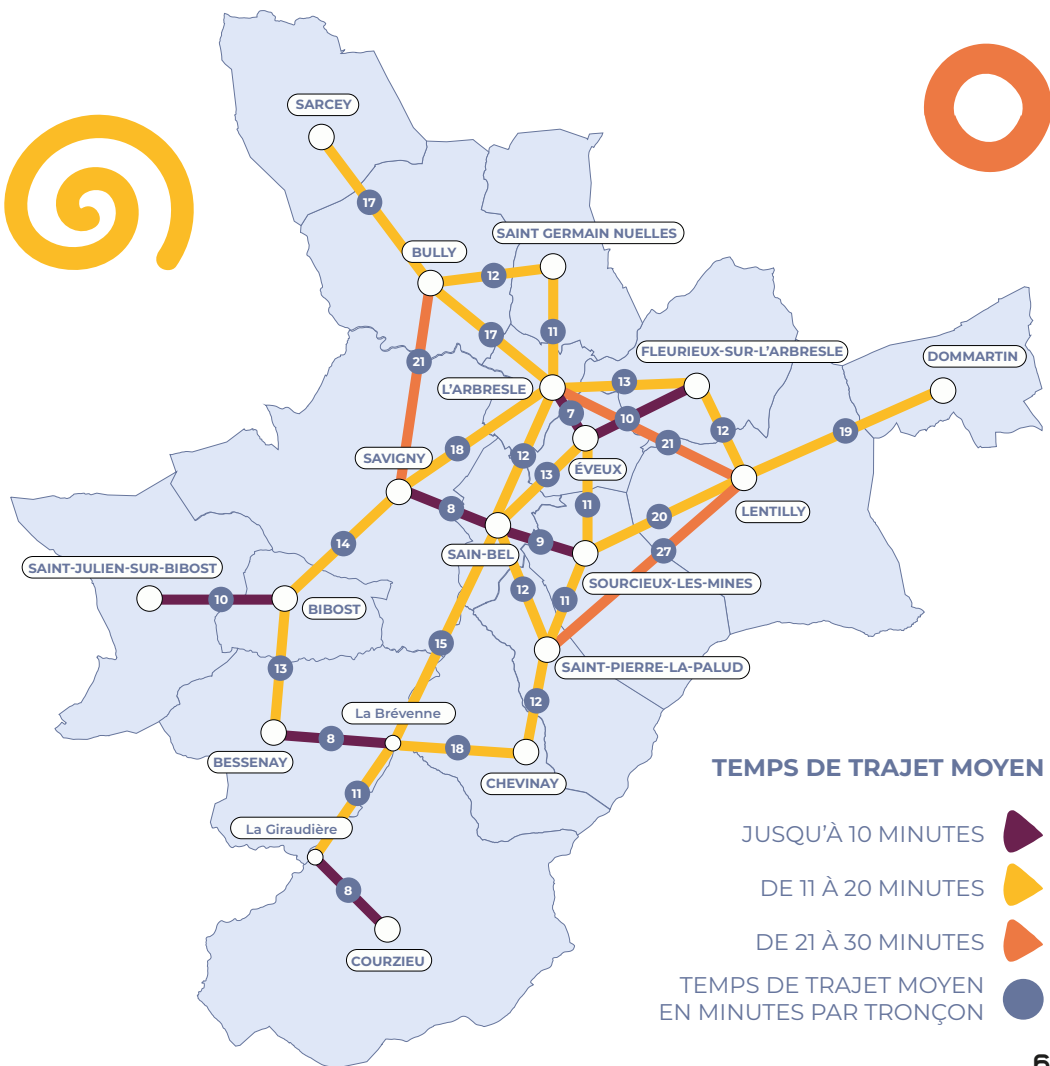 SARCEY
17
SAINT GERMAIN NUELLES
BULLY
12
11
17
FLEURIEUX-SUR-L'ARBRESLE
DOMMARTIN
21
L'ARBRESLE
13
7
10
12
19
21
18
12
13
SAVIGNY
ÉVEUX
11
LENTILLY
8
20
14
SAIN-BEL
9
27
SAINT-JULIEN-SUR-BIBOST
SOURCIEUX-LES-MINES
12
11
10
BIBOST
15
SAINT-PIERRE-LA-PALUD
13
12
La Brévenne
8
18
BESSENAY
CHEVINAY
11
La Giraudière
8
COURZIEU
TEMPS DE TRAJET MOYEN
JUSQU'À 10 MINUTES
DE 11 À 20 MINUTES
DE 21 À 30 MINUTES
TEMPS DE TRAJET MOYEN
EN MINUTES PAR TRONÇON